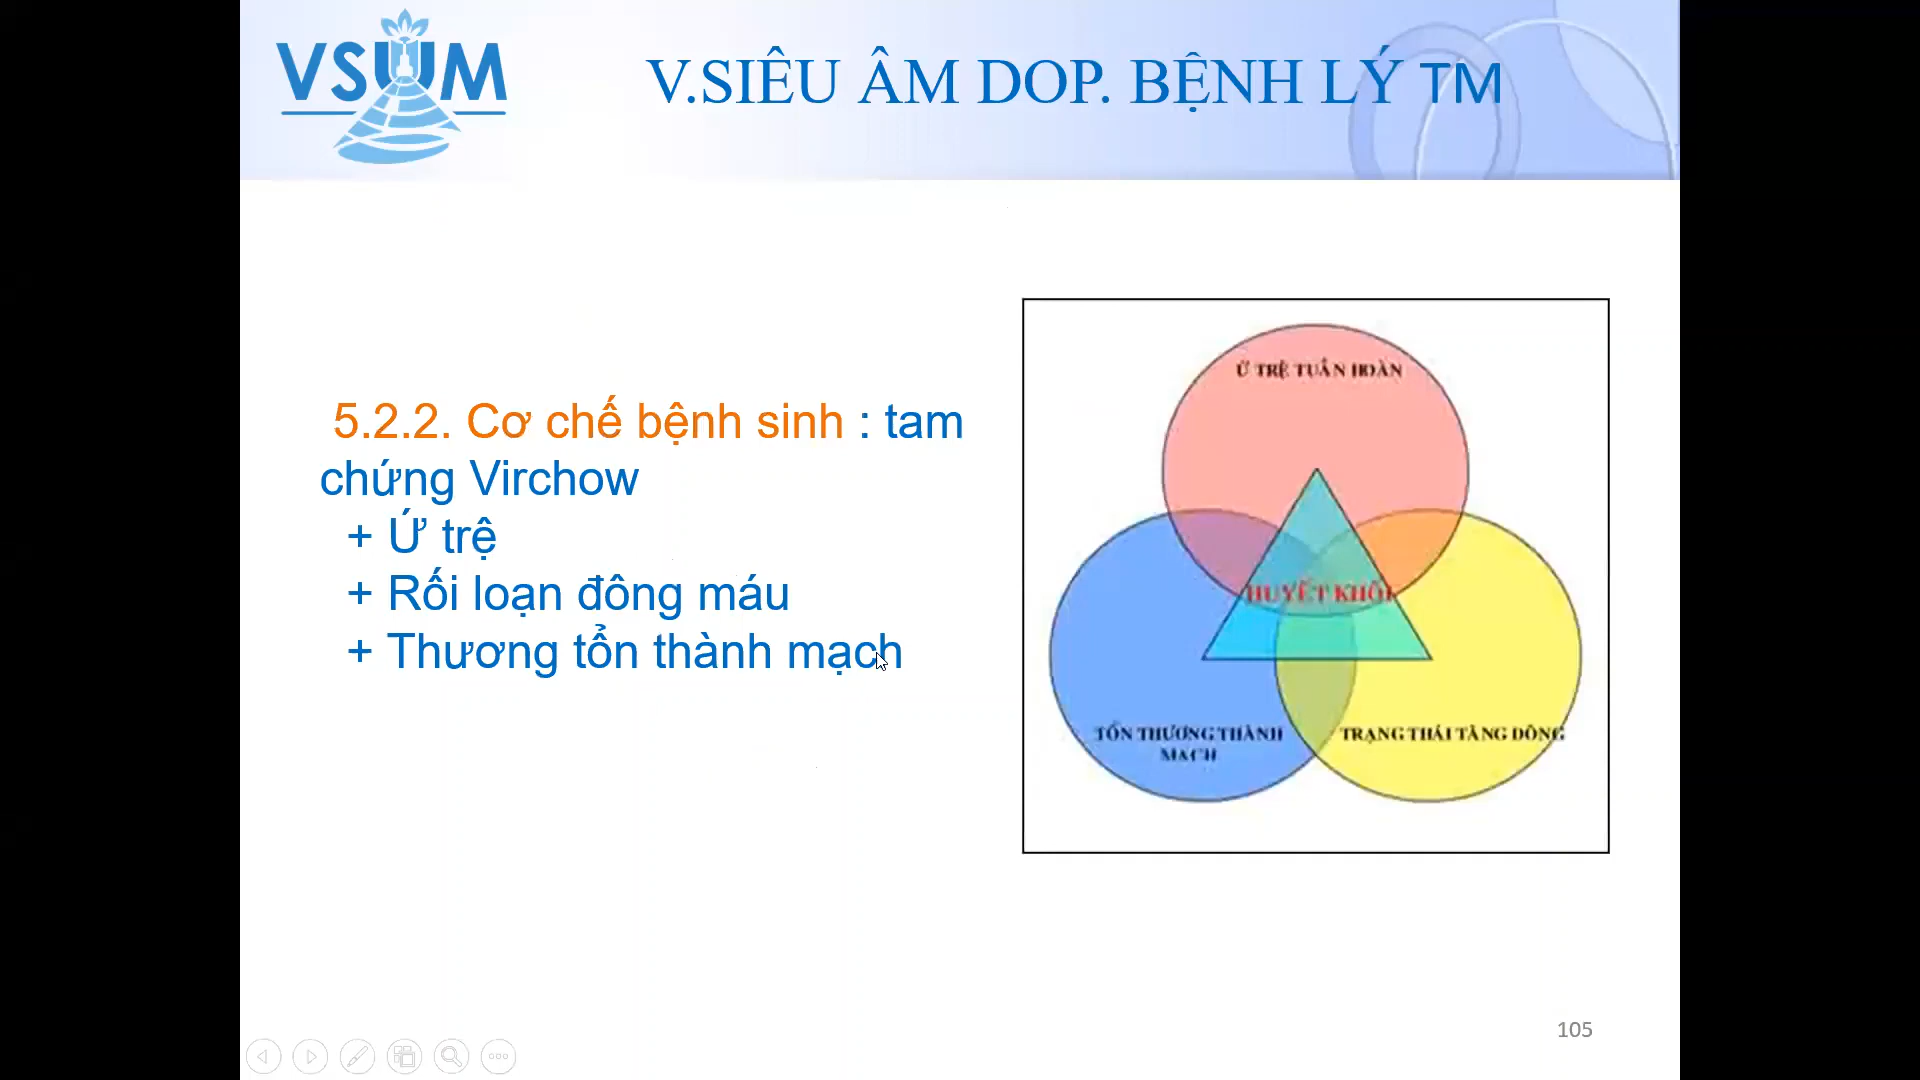 VSUM
V.SIÊU ÂM DOP. BỆNH LÝ TM
5.2.2. Cơ chế bệnh sinh : tam
chứng Virchow
+ Ứ trệ
+ Rối loạn đông máu
+ Thương tổn thành mạch
Ứ TRỆ TUẦN HOÀN
HUYẾT KHỐI
TỔN THƯƠNG THÀNH
MẠCH
TRẠNG THÁI TĂNG ĐÔNG
105